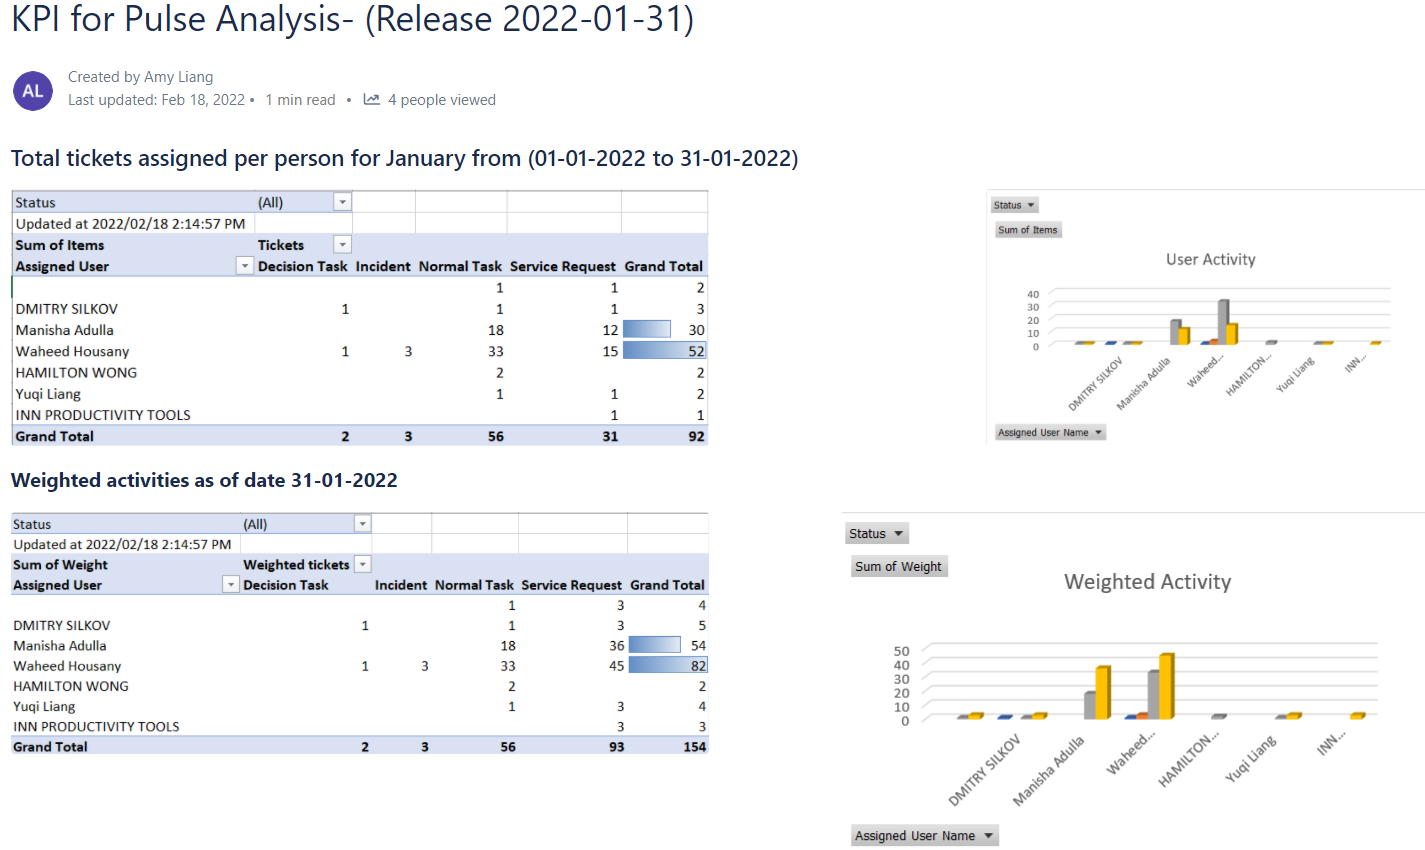 KPI for Pulse Analysis- (Release 2022-01-31)
AL
Created by Amy Liang
Last updated: Feb 18, 2022 • 1 min read • 4 people viewed
Total tickets assigned per person for January from (01-01-2022 to 31-01-2022)
Status (All)
Updated at 2022/02/18 2:14:57 PM
Sum of Items Tickets
Assigned User Decision Task Incident Normal Task Service Request Grand Total
1 1 2
DMITRY SILKOV 1 1 1 3
Manisha Adulla 18 12 30
Waheed Housany 1 3 33 15 52
HAMILTON WONG 2 2
Yuqi Liang 1 1 2
INN PRODUCTIVITY TOOLS 1 1
Grand Total 2 3 56 31 92
Status
Sum of Items
User Activity
40
30
20
10
0
DMITRY SILKOV
Manisha Adulla
Waheed...
HAMILTON...
Yuqi Liang
INN...
Assigned User Name
Weighted activities as of date 31-01-2022
Status (All)
Updated at 2022/02/18 2:14:57 PM
Sum of Weight Weighted tickets
Assigned User Decision Task Incident Normal Task Service Request Grand Total
1 3 4
DMITRY SILKOV 1 1 3 5
Manisha Adulla 18 36 54
Waheed Housany 1 3 33 45 82
HAMILTON WONG 2 2
Yuqi Liang 1 3 4
INN PRODUCTIVITY TOOLS 3 3
Grand Total 2 3 56 93 154
Status
Sum of Weight
Weighted Activity
50
40
30
20
10
0
DMITRY SILKOV
Manisha Adulla
Waheed...
HAMILTON...
Yuqi Liang
INN...
Assigned User Name